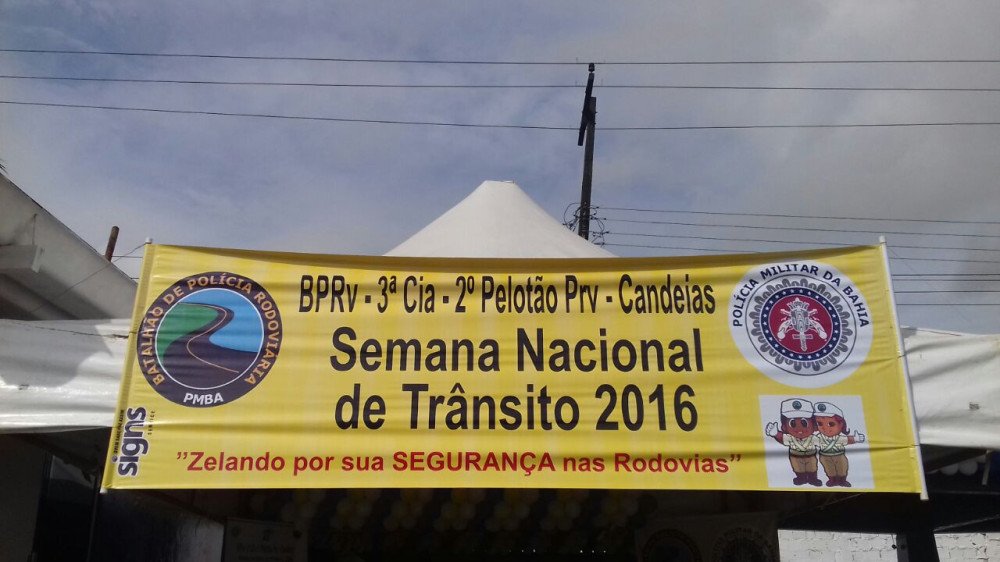 BPRv - 3ª Cia - 2º Pelotão Prv - Candeias
Semana Nacional
de Trânsito 2016
"Zelando por sua SEGURANÇA nas Rodovias"
BATALHÃO DE POLÍCIA RODOVIARIA
PMBA
POLÍCIA MILITAR DA BAHIA
signs